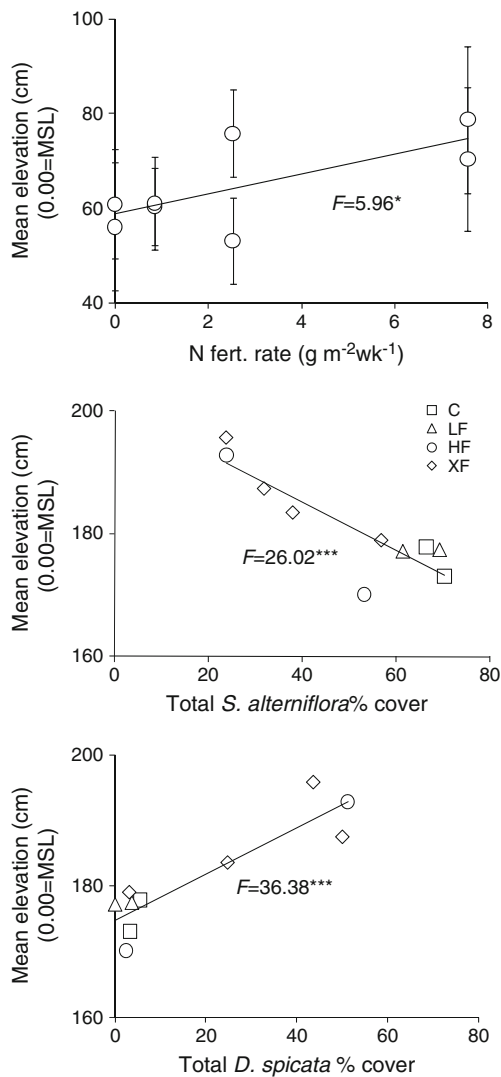 100
80
60
40
Mean elevation (cm)
(0.00=MSL)
F=5.96*
0 2 4 6 8
N fert. rate (g m⁻²wk⁻¹)
200
180
160
Mean elevation (cm)
(0.00=MSL)
C
LF
HF
XF
F=26.02***
0 20 40 60 80
Total S. alterniflora% cover
200
180
160
Mean elevation (cm)
(0.00=MSL)
F=36.38***
0 20 40 60 80
Total D. spicata % cover